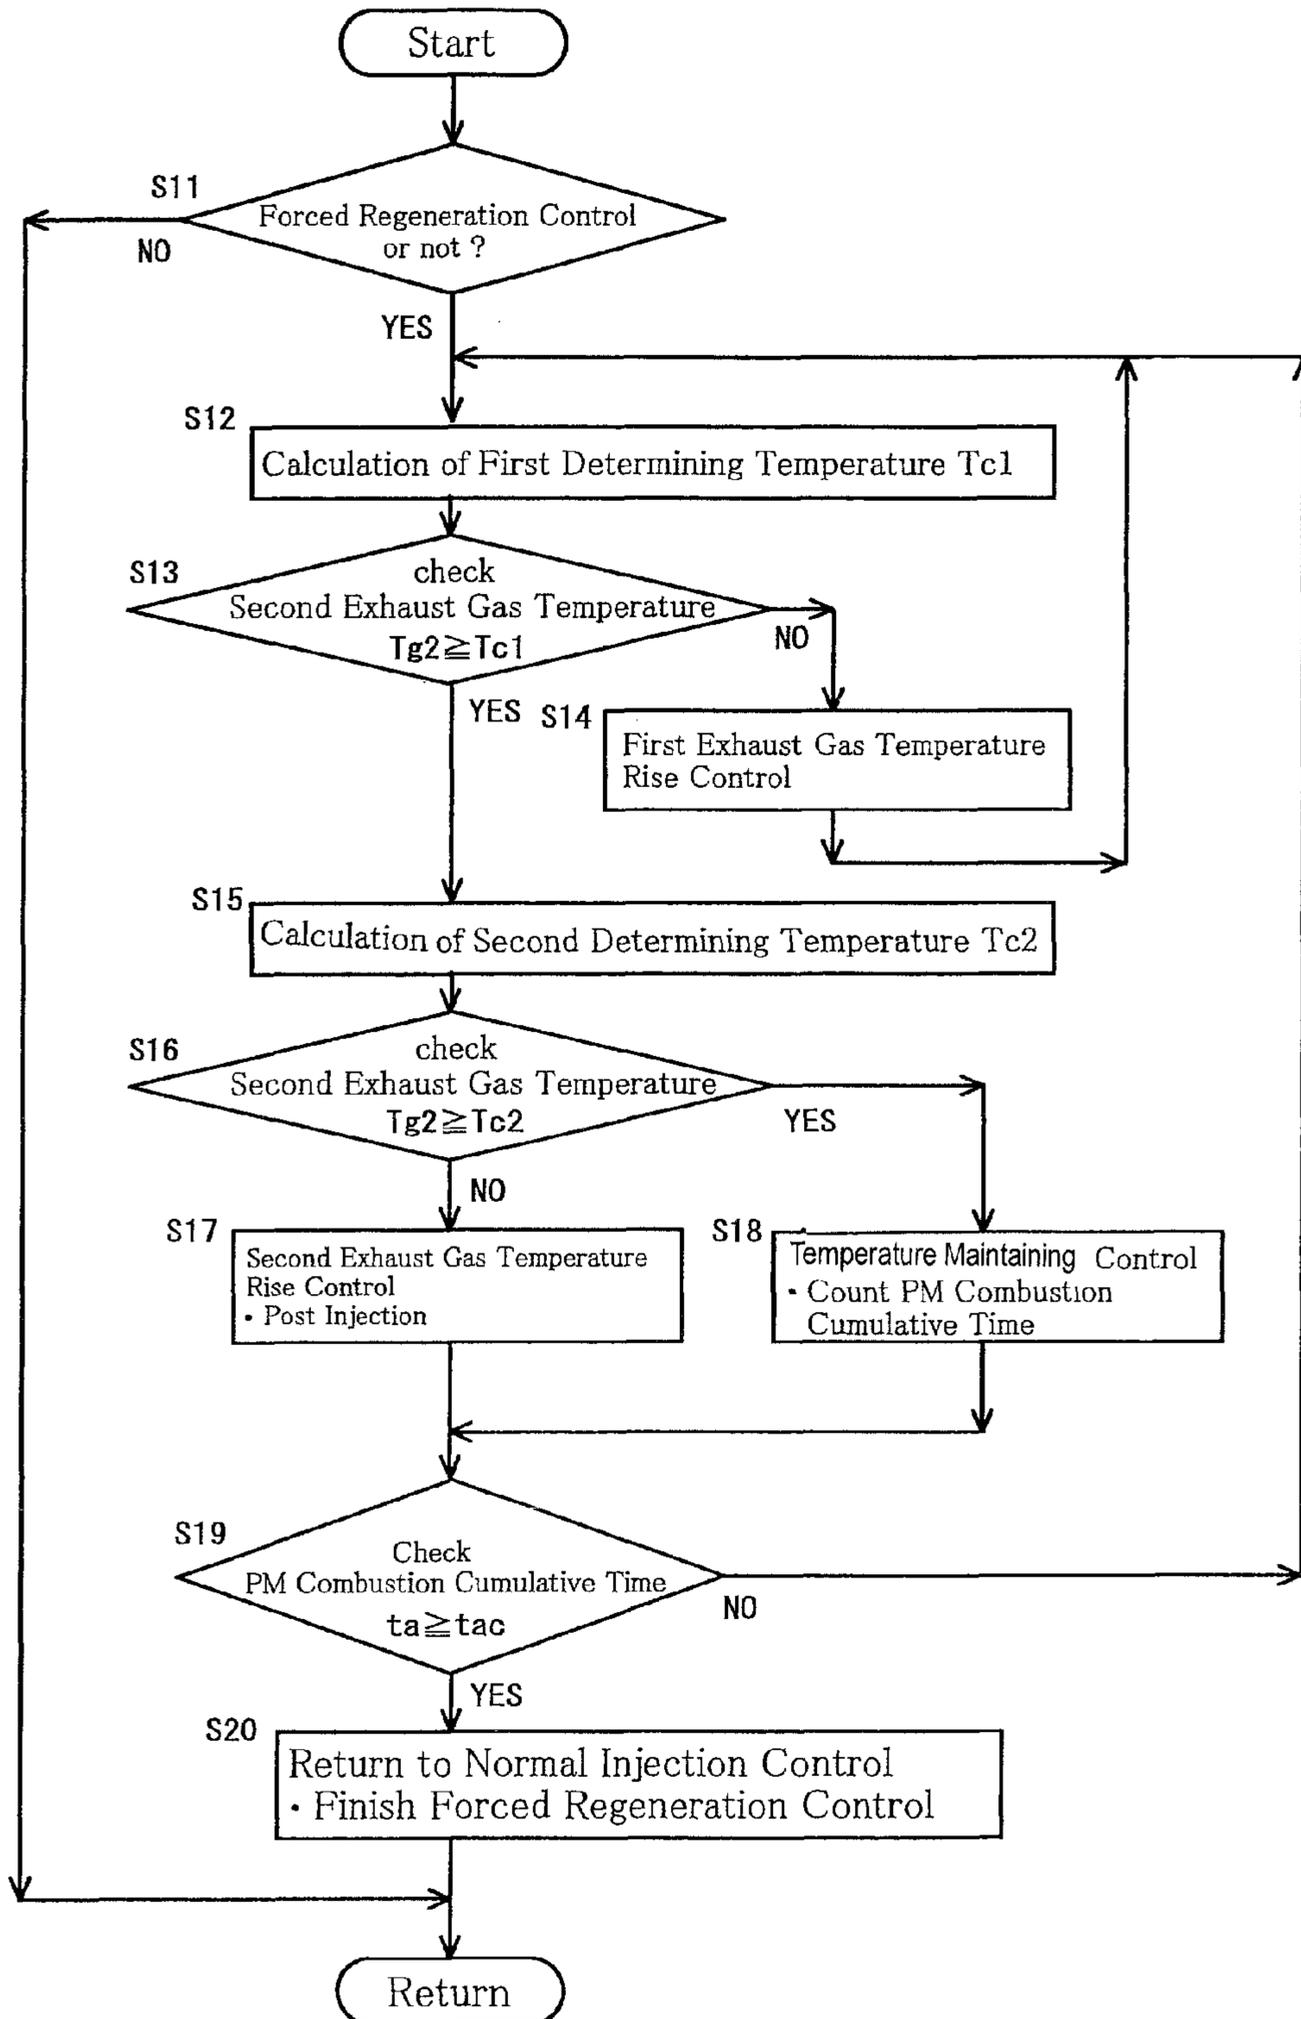 Start
S11
Forced Regeneration Control
or not ?
NO
YES
S12
Calculation of First Determining Temperature Tc1
S13
check
Second Exhaust Gas Temperature
Tg2≧Tc1
NO
YES
S14
First Exhaust Gas Temperature
Rise Control
S15
Calculation of Second Determining Temperature Tc2
S16
check
Second Exhaust Gas Temperature
Tg2≧Tc2
YES
NO
S17
Second Exhaust Gas Temperature
Rise Control
・Post Injection
S18
Temperature Maintaining Control
・Count PM Combustion
Cumulative Time
S19
Check
PM Combustion Cumulative Time
ta≧tac
NO
YES
S20
Return to Normal Injection Control
・Finish Forced Regeneration Control
Return